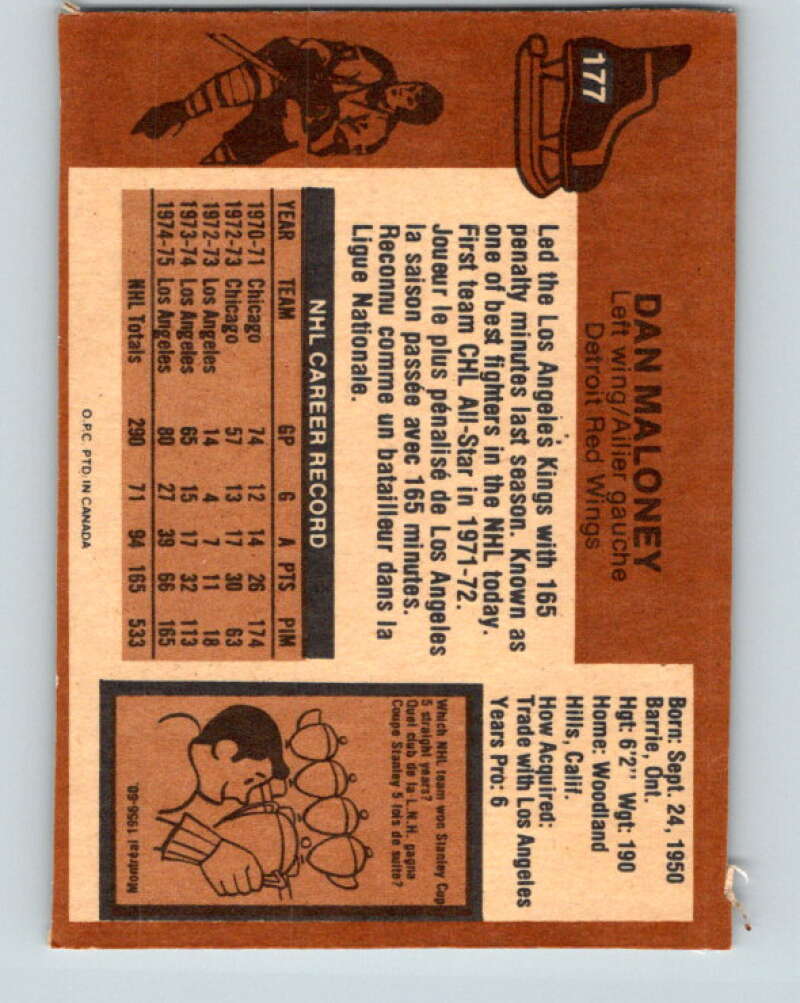 177
DAN MALONEY
Left wing/Ailier gauche
Detroit Red Wings
Born: Sept. 24, 1950
Barrie, Ont.
Hgt: 6'2" Wgt: 190
Home: Woodland
Hills, Calif.
How Acquired:
Trade with Los Angeles
Years Pro: 6
Led the Los Angele's Kings with 165
penalty minutes last season. Known as
one of best fighters in the NHL today.
First team CHL All-Star in 1971-72.
Joueur le plus pénalisé de Los Angeles
la saison passée avec 165 minutes.
Reconnu comme un batailleur dans la
Ligue Nationale.
NHL CAREER RECORD
YEAR TEAM GP G A PTS PIM
1970-71 Chicago 74 12 14 26 174
1972-73 Chicago 57 13 17 30 63
1972-73 Los Angeles 14 4 7 11 18
1973-74 Los Angeles 65 15 17 32 113
1974-75 Los Angeles 80 27 39 66 165
NHL Totals 290 71 94 165 533
Which NHL team won Stanley Cup
5 straight years?
Quel club de la L.N.H. gagna
Coupe Stanley 5 fois de suite?
Montréal 1956-60.
O.P.C. PTD. IN CANADA